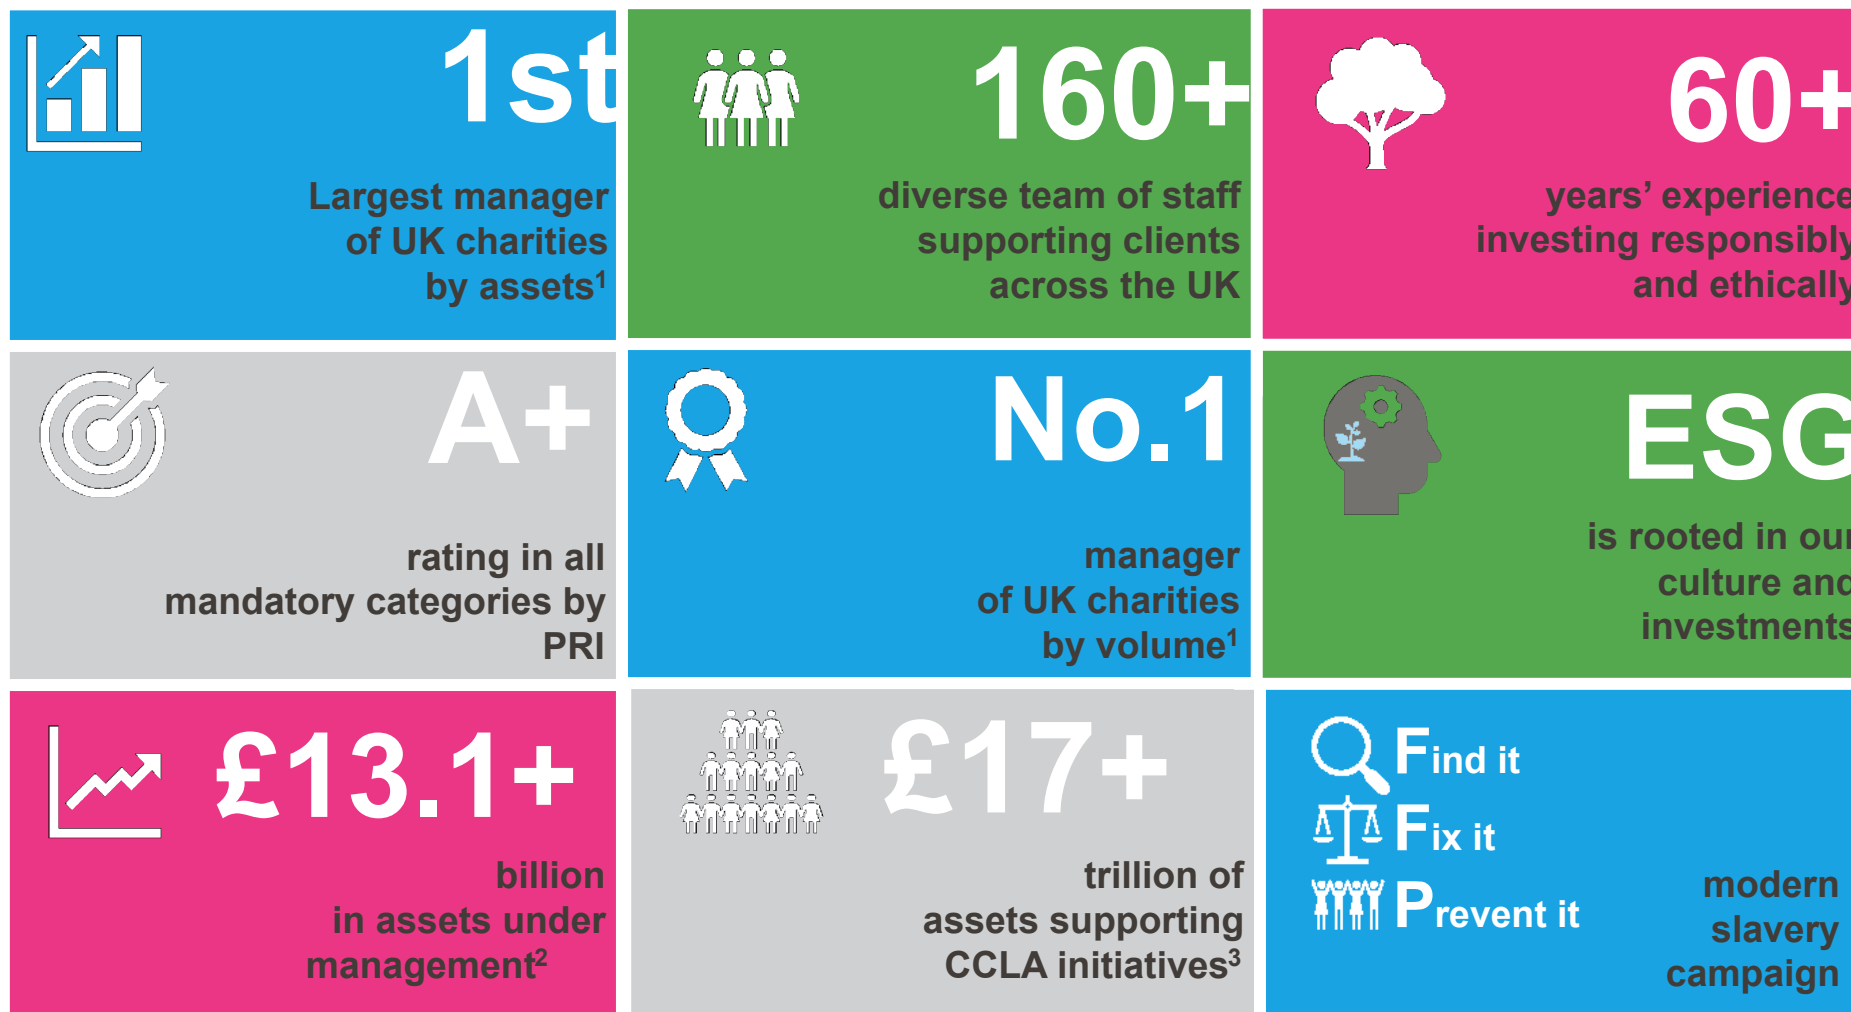 1st
Largest manager
of UK charities
by assets¹
160+
diverse team of staff
supporting clients
across the UK
60+
years’ experience
investing responsibly
and ethically
A+
rating in all
mandatory categories by
PRI
No.1
manager
of UK charities
by volume¹
ESG
is rooted in our
culture and
investments
£13.1+
billion
in assets under
management²
£17+
trillion of
assets supporting
CCLA initiatives³
Find it
Fix it
Prevent it
modern
slavery
campaign